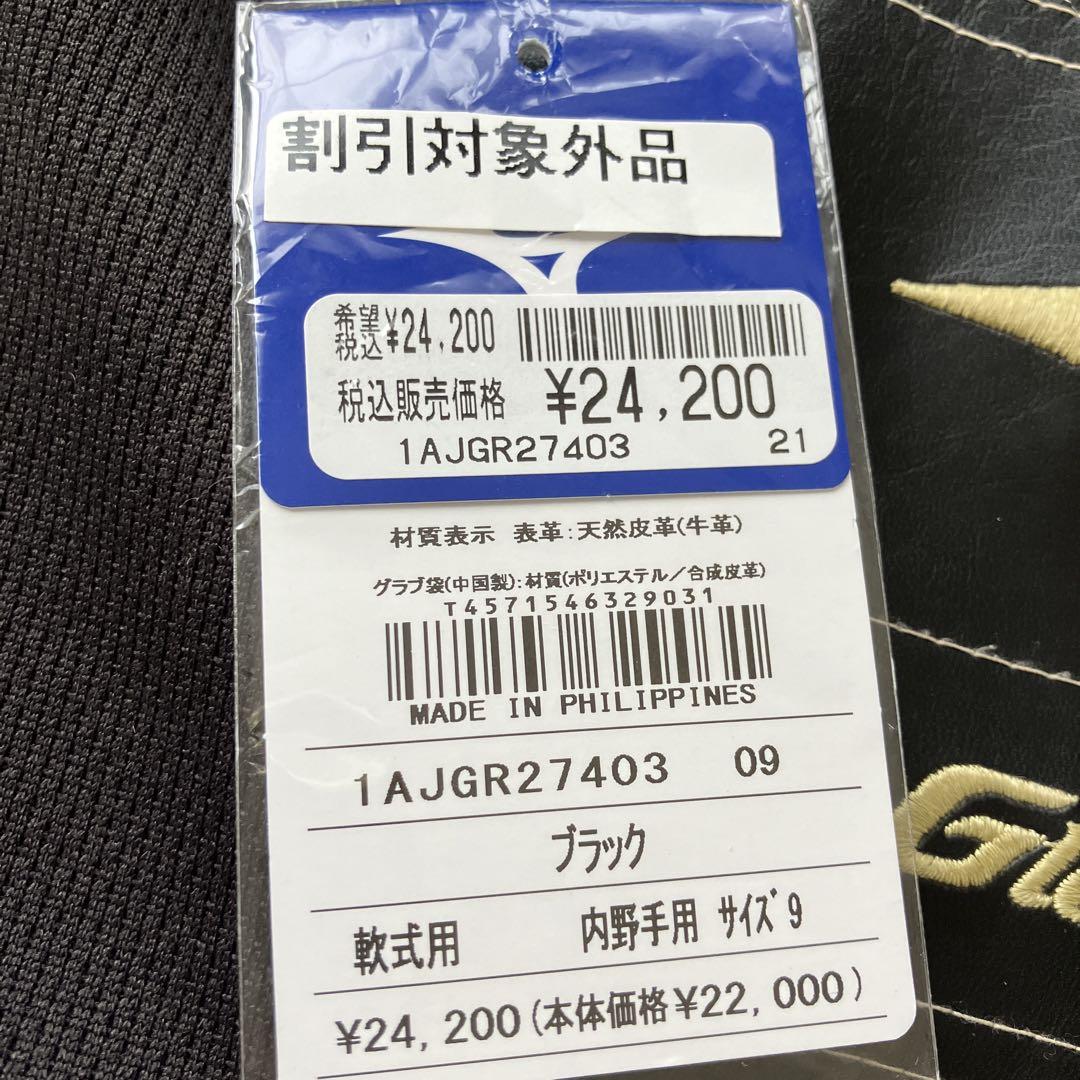 割引対象外品
希望
税込 ¥24,200
税込販売価格 ¥24,200
1AJGR27403 21
材質表示 表革:天然皮革(牛革)
グラブ袋(中国製):材質(ポリエステル/合成皮革)
T4571546329031
MADE IN PHILIPPINES
1AJGR27403 09
ブラック
軟式用 内野手用 サイズ9
¥24,200(本体価格¥22,000)